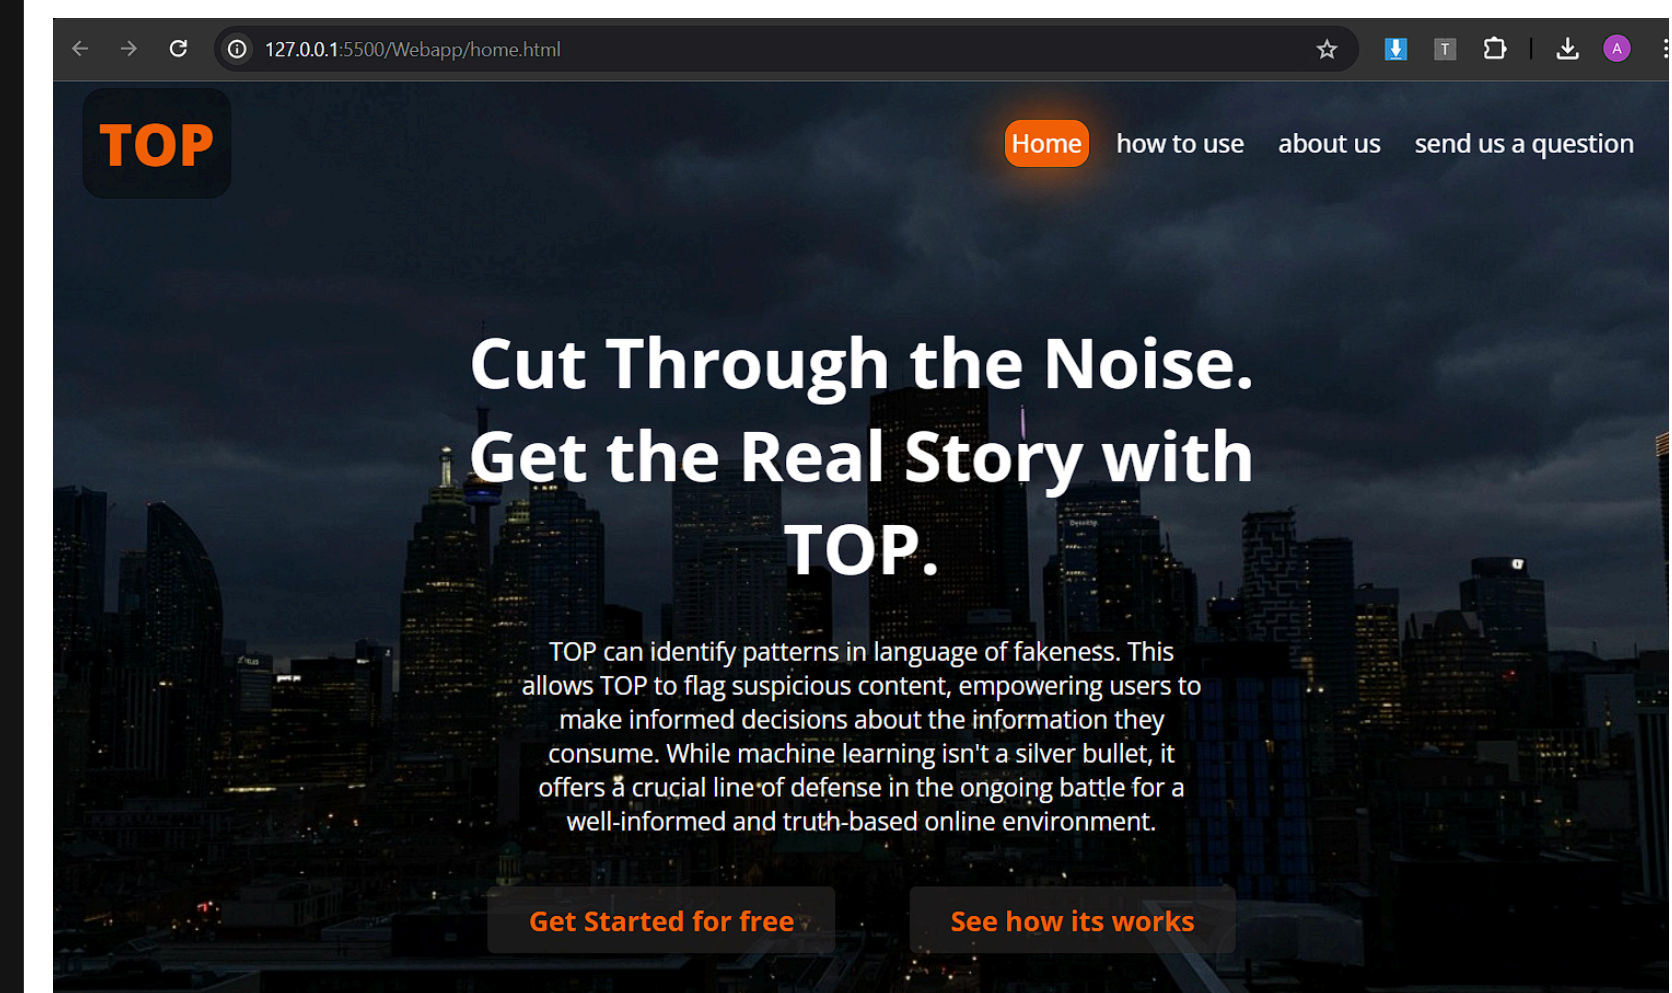 127.0.0.1:5500/Webapp/home.html
T
A
TOP
Home how to use about us send us a question
Cut Through the Noise.
Get the Real Story with
TOP.
TOP can identify patterns in language of fakeness. This
allows TOP to flag suspicious content, empowering users to
make informed decisions about the information they
consume. While machine learning isn't a silver bullet, it
offers a crucial line of defense in the ongoing battle for a
well-informed and truth-based online environment.
Get Started for free
See how its works